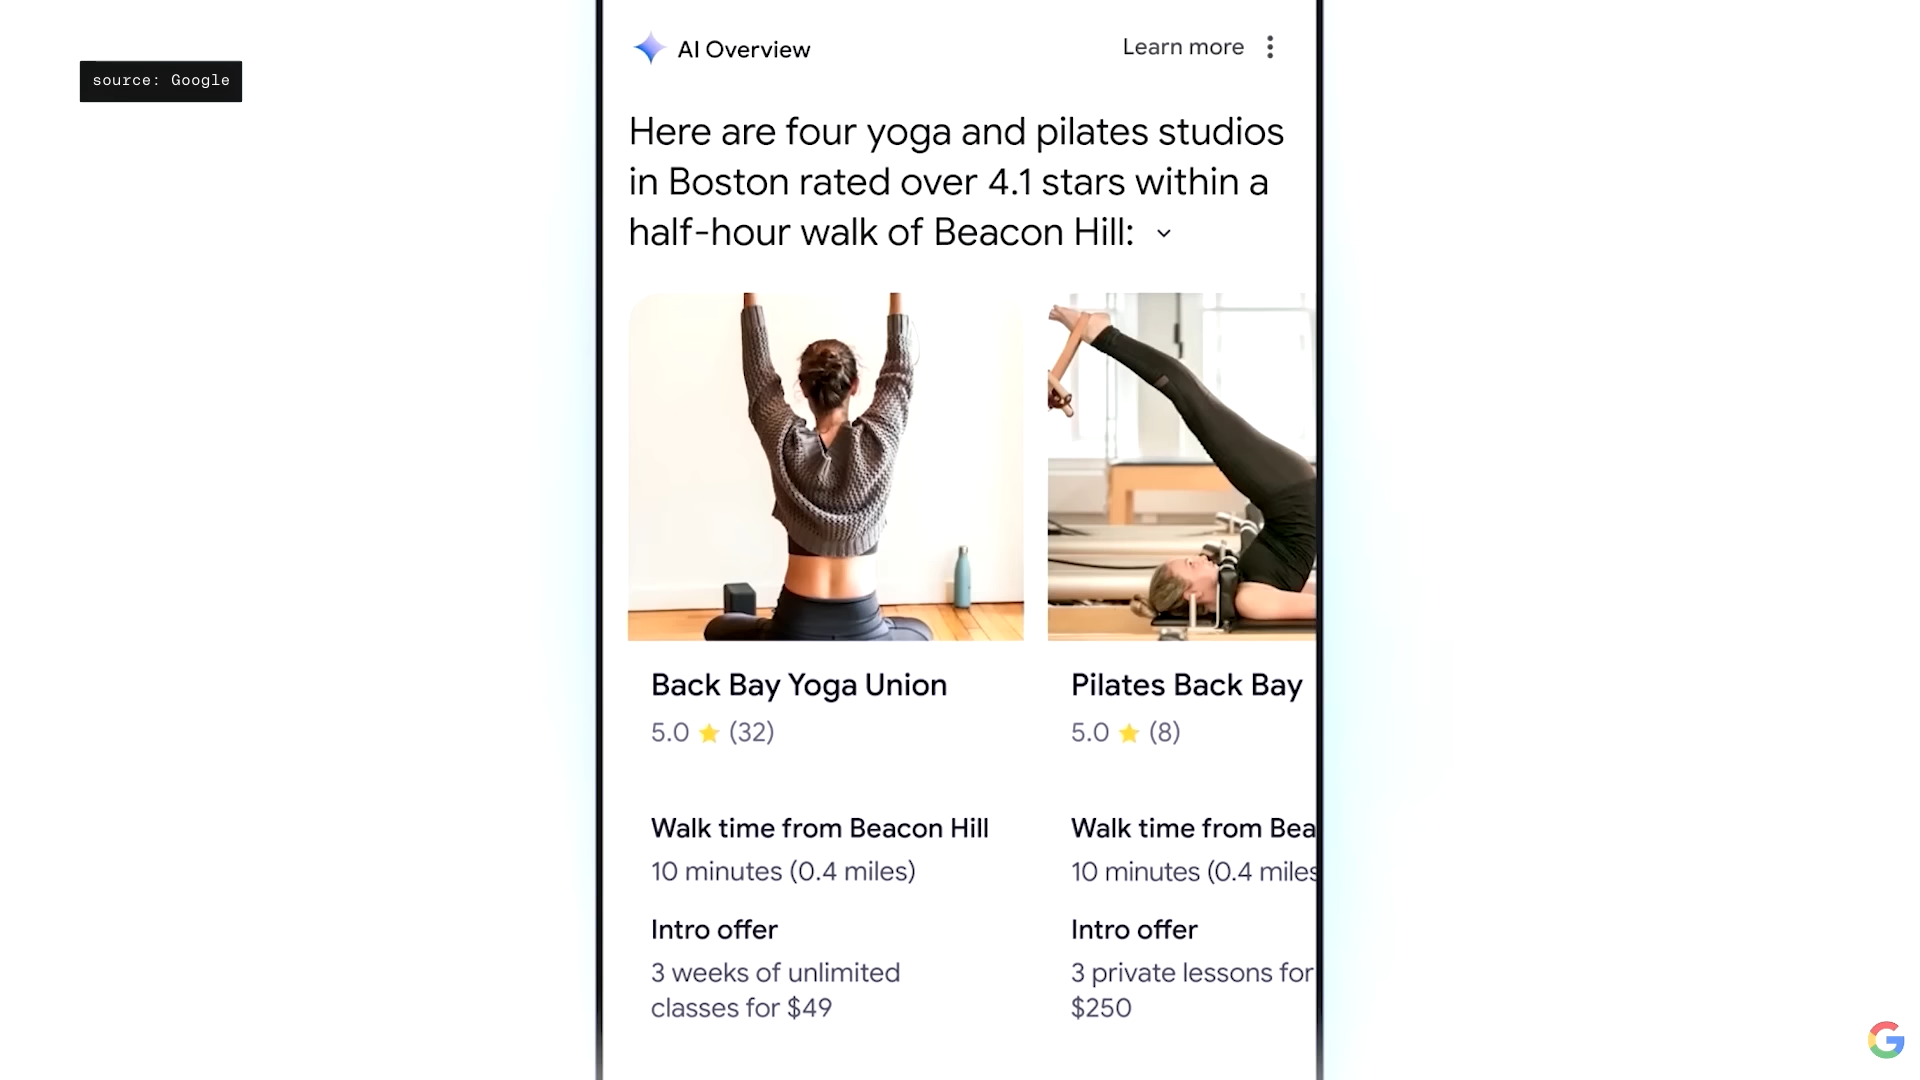 source: Google
AI Overview
Learn more
Here are four yoga and pilates studios
in Boston rated over 4.1 stars within a
half-hour walk of Beacon Hill:
Back Bay Yoga Union
5.0 ★ (32)
Walk time from Beacon Hill
10 minutes (0.4 miles)
Intro offer
3 weeks of unlimited
classes for $49
Pilates Back Bay
5.0 ★ (8)
Walk time from Bea
10 minutes (0.4 miles
Intro offer
3 private lessons for
$250